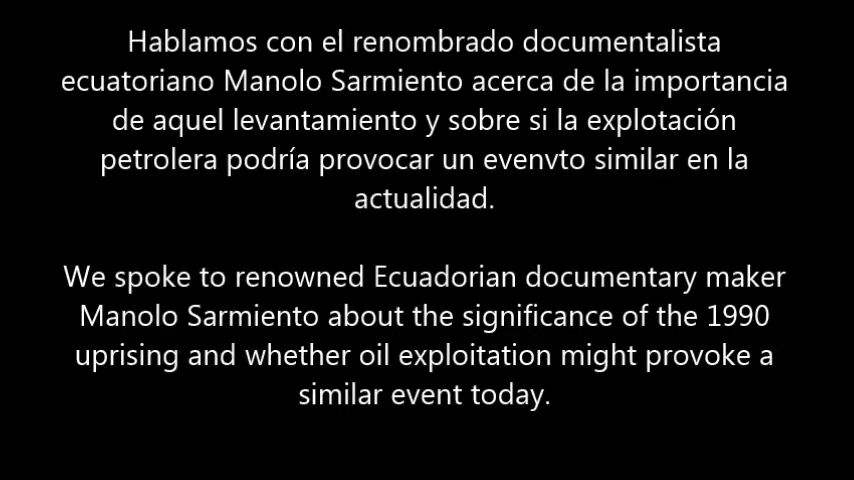 Hablamos con el renombrado documentalista
ecuatoriano Manolo Sarmiento acerca de la importancia
de aquel levantamiento y sobre si la explotación
petrolera podría provocar un evenvto similar en la
actualidad.
We spoke to renowned Ecuadorian documentary maker
Manolo Sarmiento about the significance of the 1990
uprising and whether oil exploitation might provoke a
similar event today.